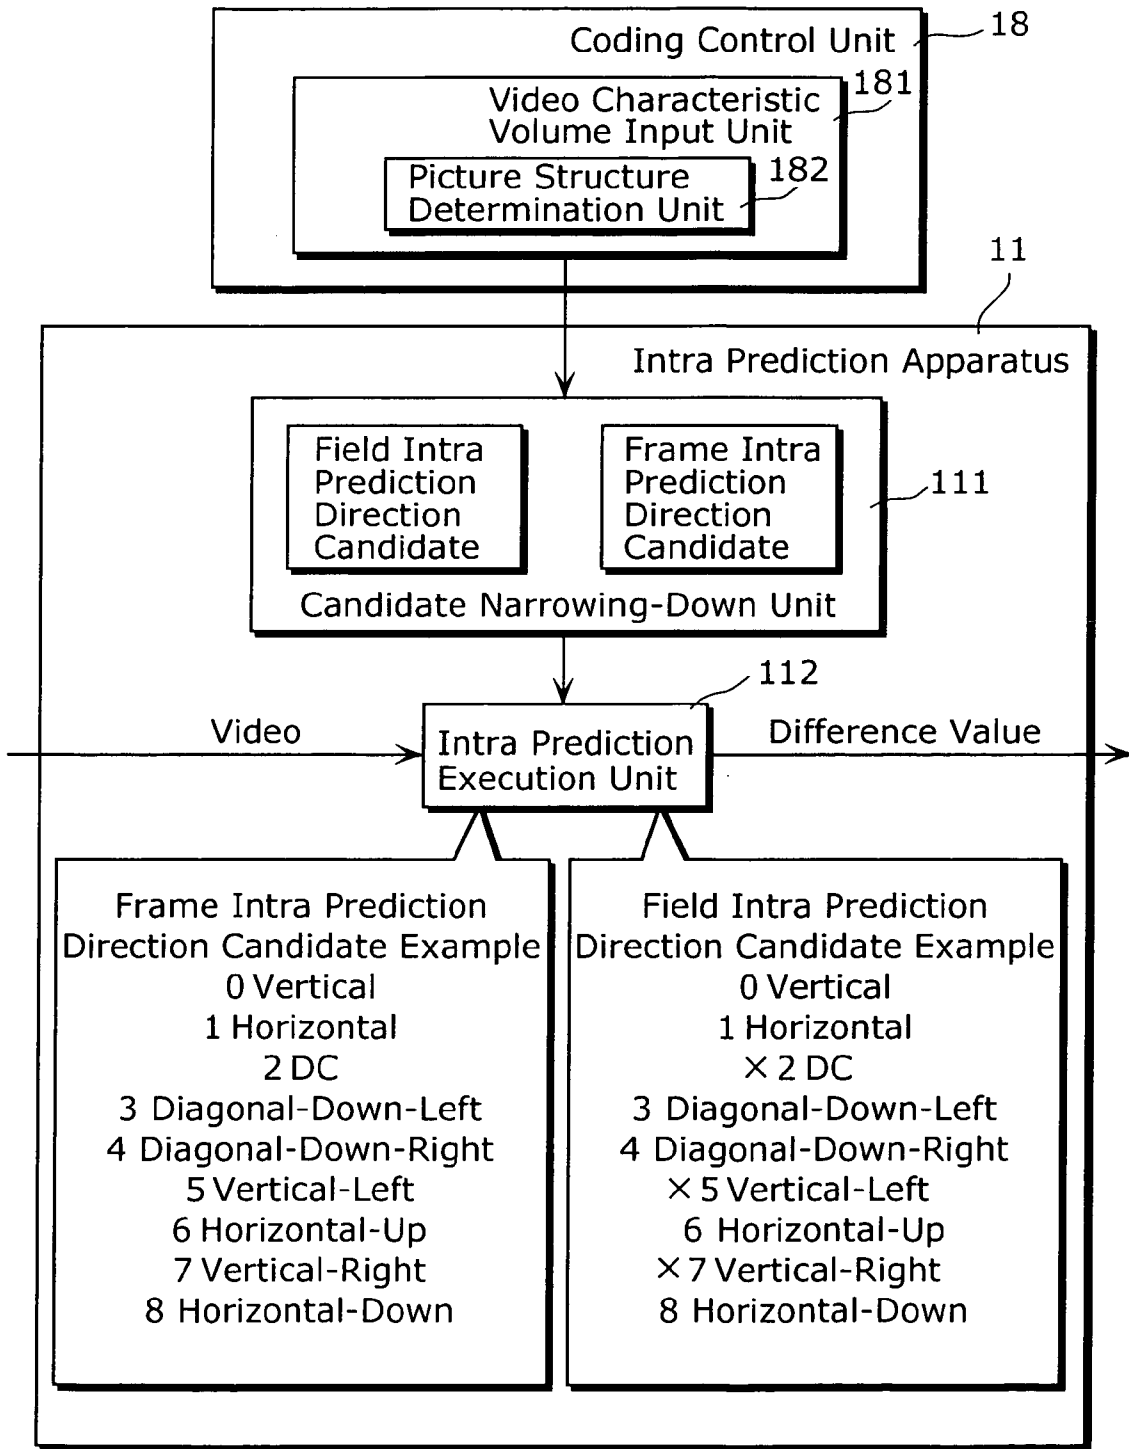 18
Coding Control Unit
181
Video Characteristic
Volume Input Unit
182
Picture Structure
Determination Unit
11
Intra Prediction Apparatus
Field Intra
Prediction
Direction
Candidate
Frame Intra
Prediction
Direction
Candidate
111
Candidate Narrowing-Down Unit
112
Video
Intra Prediction
Execution Unit
Difference Value
Frame Intra Prediction
Direction Candidate Example
0 Vertical
1 Horizontal
2 DC
3 Diagonal-Down-Left
4 Diagonal-Down-Right
5 Vertical-Left
6 Horizontal-Up
7 Vertical-Right
8 Horizontal-Down
Field Intra Prediction
Direction Candidate Example
0 Vertical
1 Horizontal
×2 DC
3 Diagonal-Down-Left
4 Diagonal-Down-Right
×5 Vertical-Left
6 Horizontal-Up
×7 Vertical-Right
8 Horizontal-Down